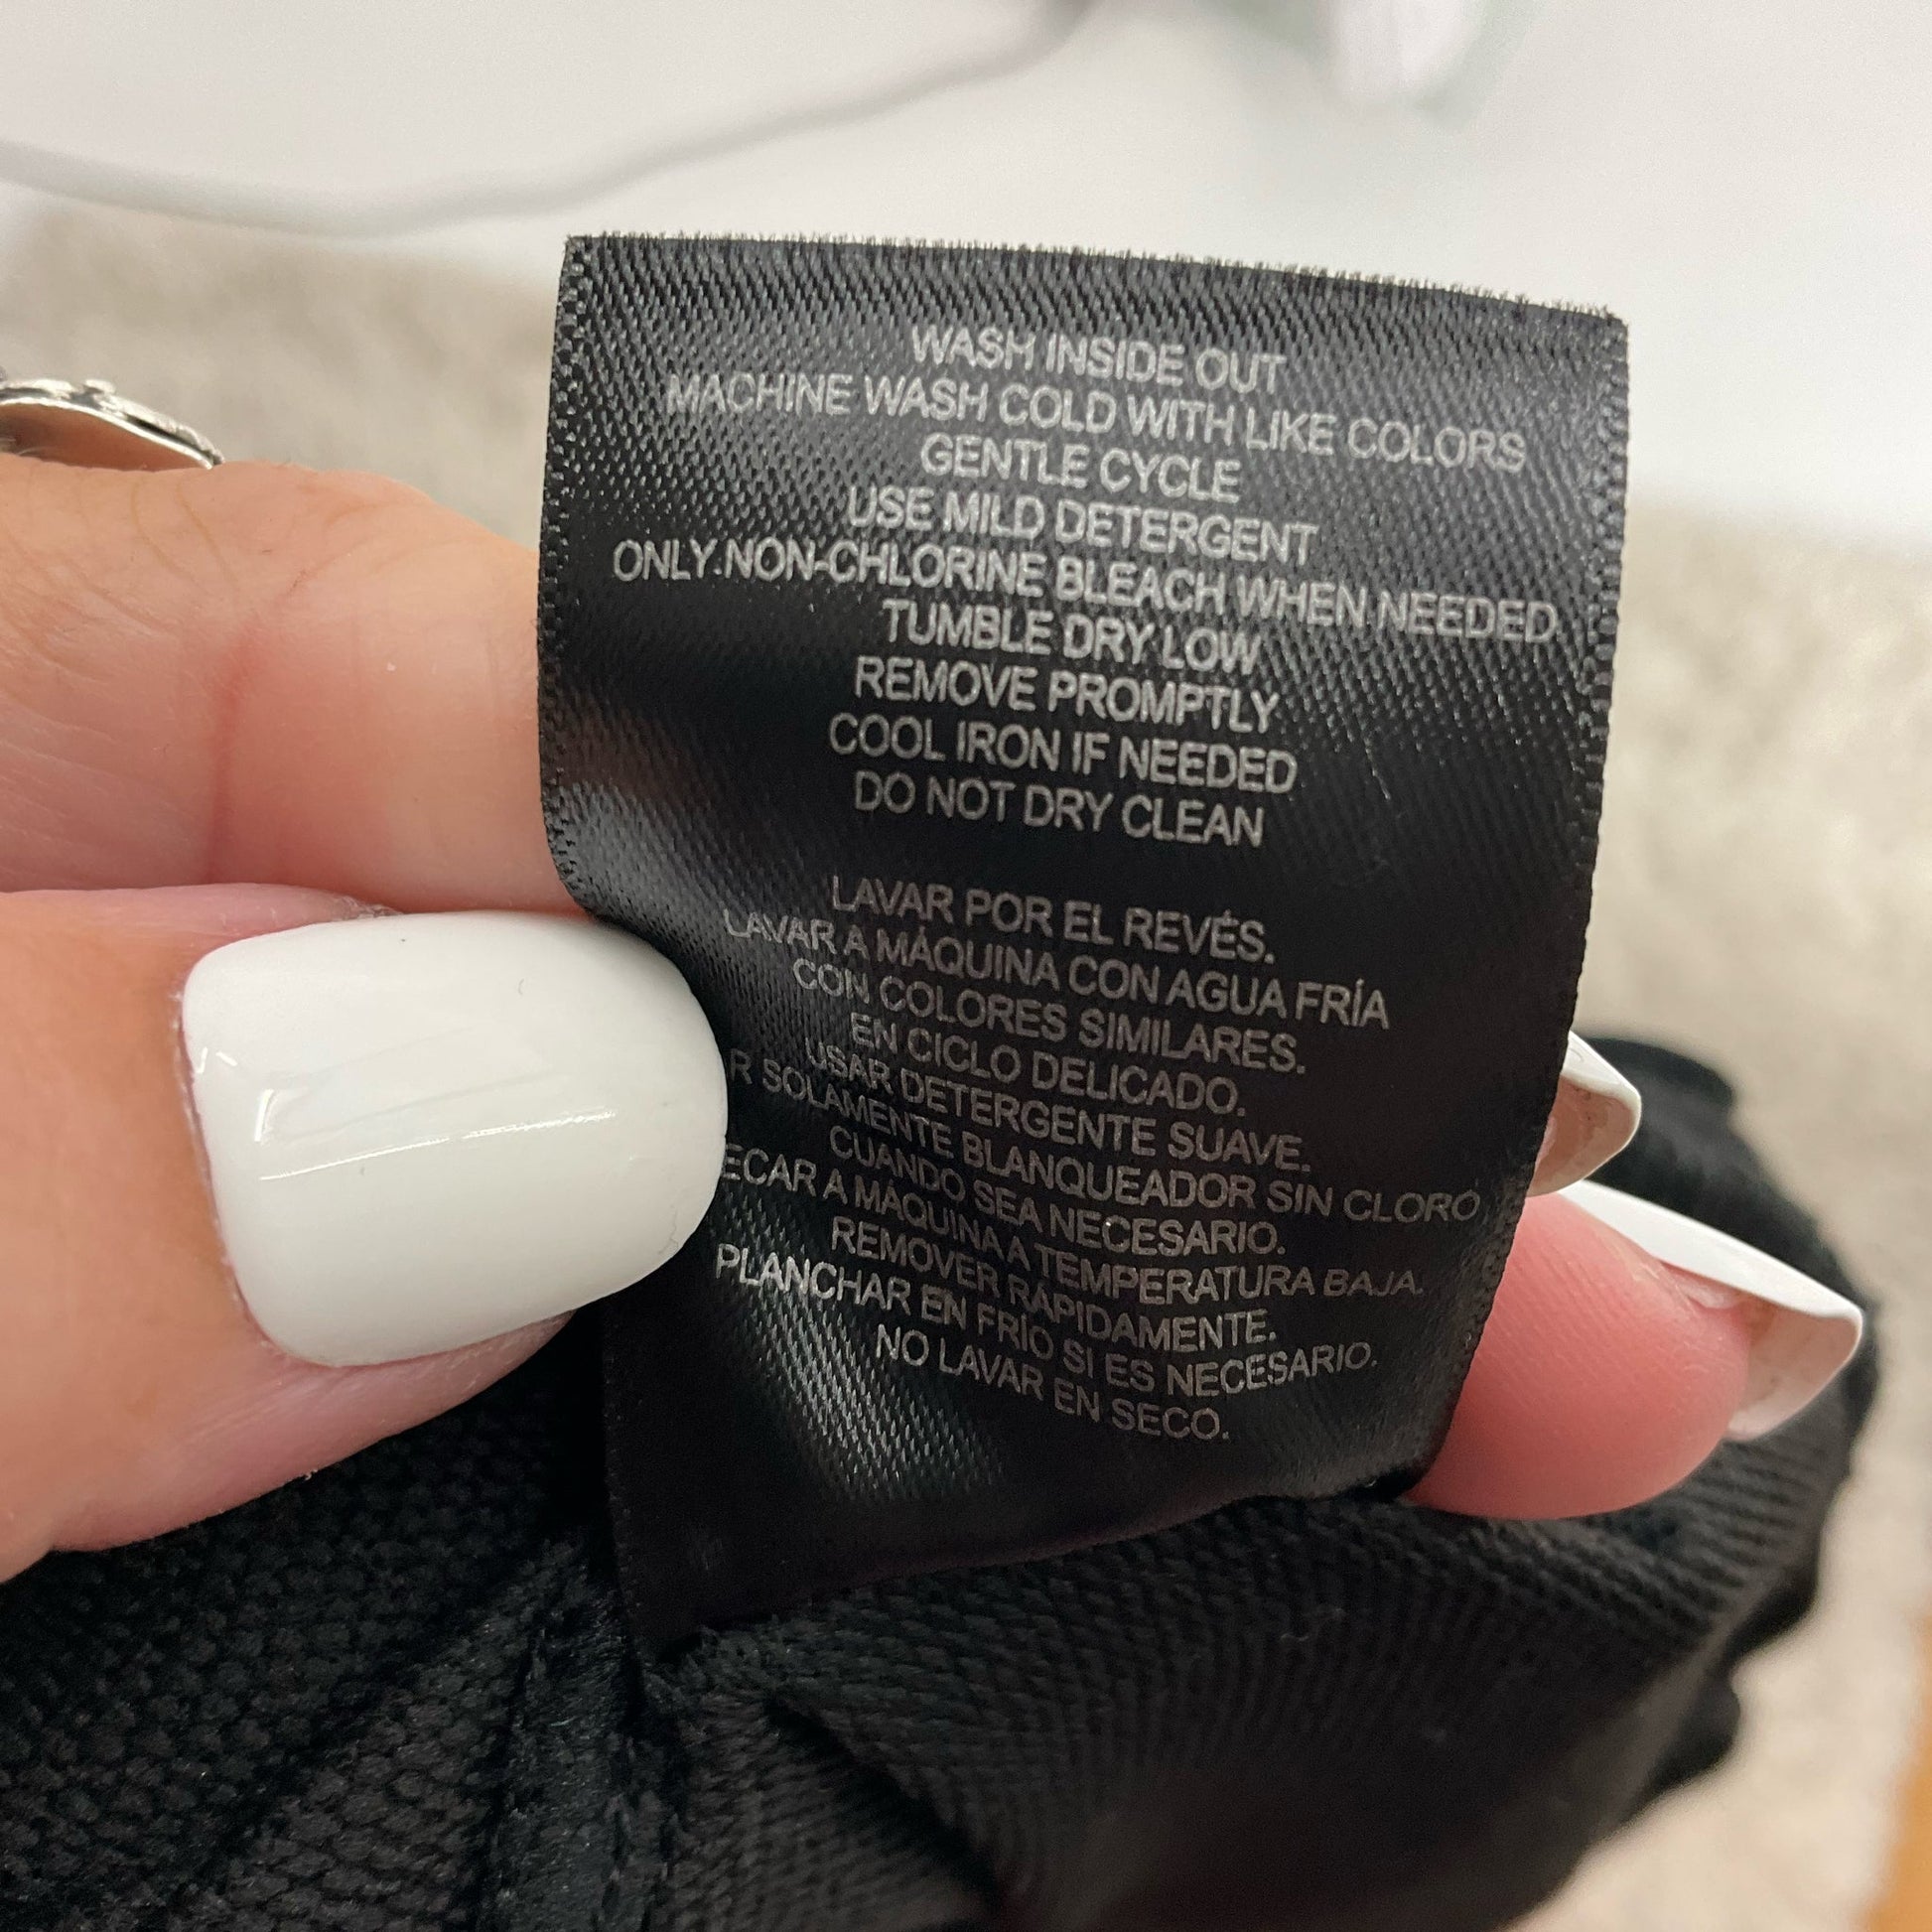 WASH INSIDE OUT
MACHINE WASH COLD WITH LIKE COLORS
GENTLE CYCLE
USE MILD DETERGENT
ONLY NON-CHLORINE BLEACH WHEN NEEDED
TUMBLE DRY LOW
REMOVE PROMPTLY
COOL IRON IF NEEDED
DO NOT DRY CLEAN
LAVAR POR EL REVÉS.
LAVAR A MÁQUINA CON AGUA FRÍA
CON COLORES SIMILARES.
EN CICLO DELICADO.
USAR DETERGENTE SUAVE.
SOLAMENTE BLANQUEADOR SIN CLORO
CUANDO SEA NECESARIO.
ECAR A MÁQUINA A TEMPERATURA BAJA.
REMOVER RÁPIDAMENTE.
PLANCHAR EN FRÍO SI ES NECESARIO.
NO LAVAR EN SECO.